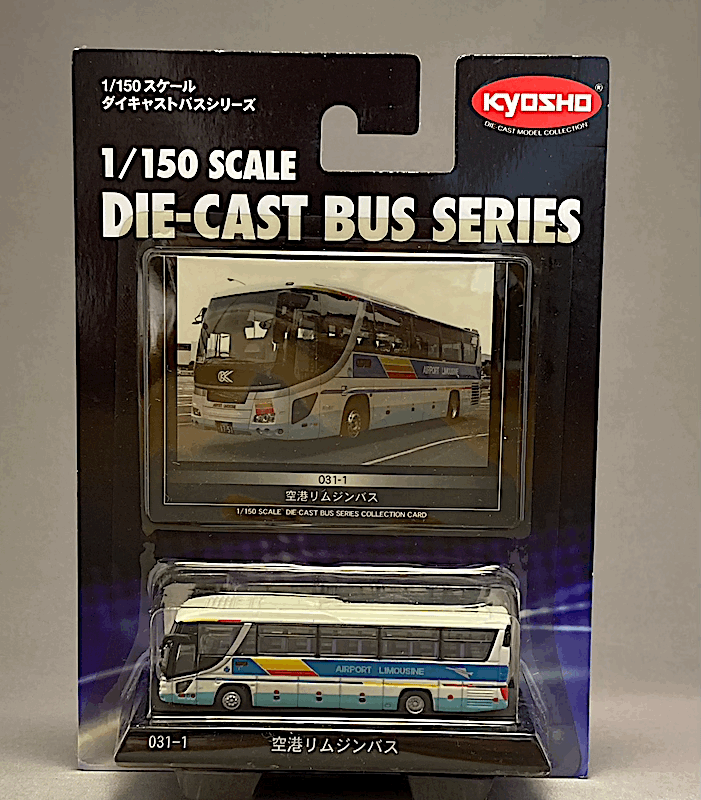 1/150 スケール
ダイキャストバスシリーズ
KYOSHO®
DIE-CAST MODEL COLLECTION
1/150 SCALE
DIE-CAST BUS SERIES
AIRPORT LIMOUSINE
031-1
空港リムジンバス
1/150 SCALE DIE-CAST BUS SERIES COLLECTION CARD
AIRPORT LIMOUSINE
031-1
空港リムジンバス